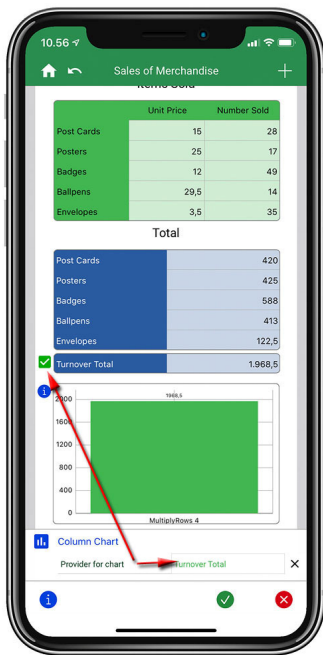 10.56
Sales of Merchandise
Items Sold
Unit Price Number Sold
Post Cards 15 28
Posters 25 17
Badges 12 49
Ballpens 29,5 14
Envelopes 3,5 35
Total
Post Cards 420
Posters 425
Badges 588
Ballpens 413
Envelopes 122,5
Turnover Total 1.968,5
2000
1968,5
1600
1200
800
400
0
MultiplyRows 4
Column Chart
Provider for chart Turnover Total